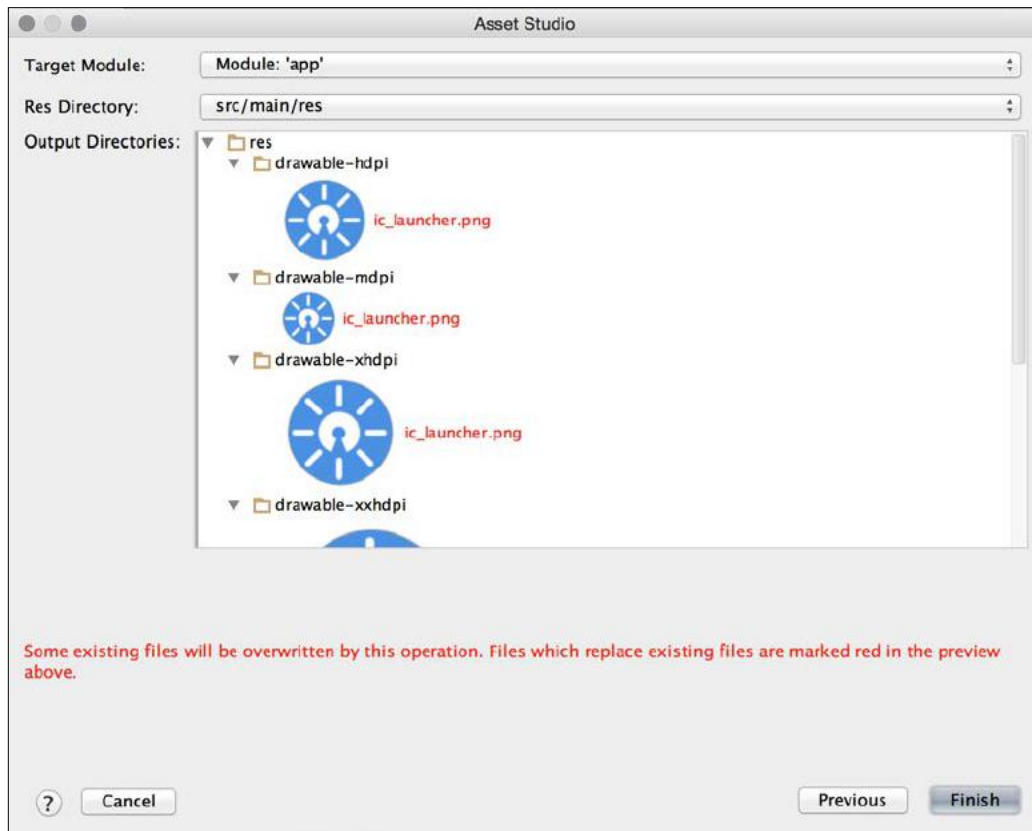 Asset Studio
Target Module: Module: 'app'
Res Directory: src/main/res
Output Directories: res
drawable-hdpi
ic_launcher.png
drawable-mdpi
ic_launcher.png
drawable-xhdpi
ic_launcher.png
drawable-xxhdpi
Some existing files will be overwritten by this operation. Files which replace existing files are marked red in the preview
above.
? Cancel Previous Finish